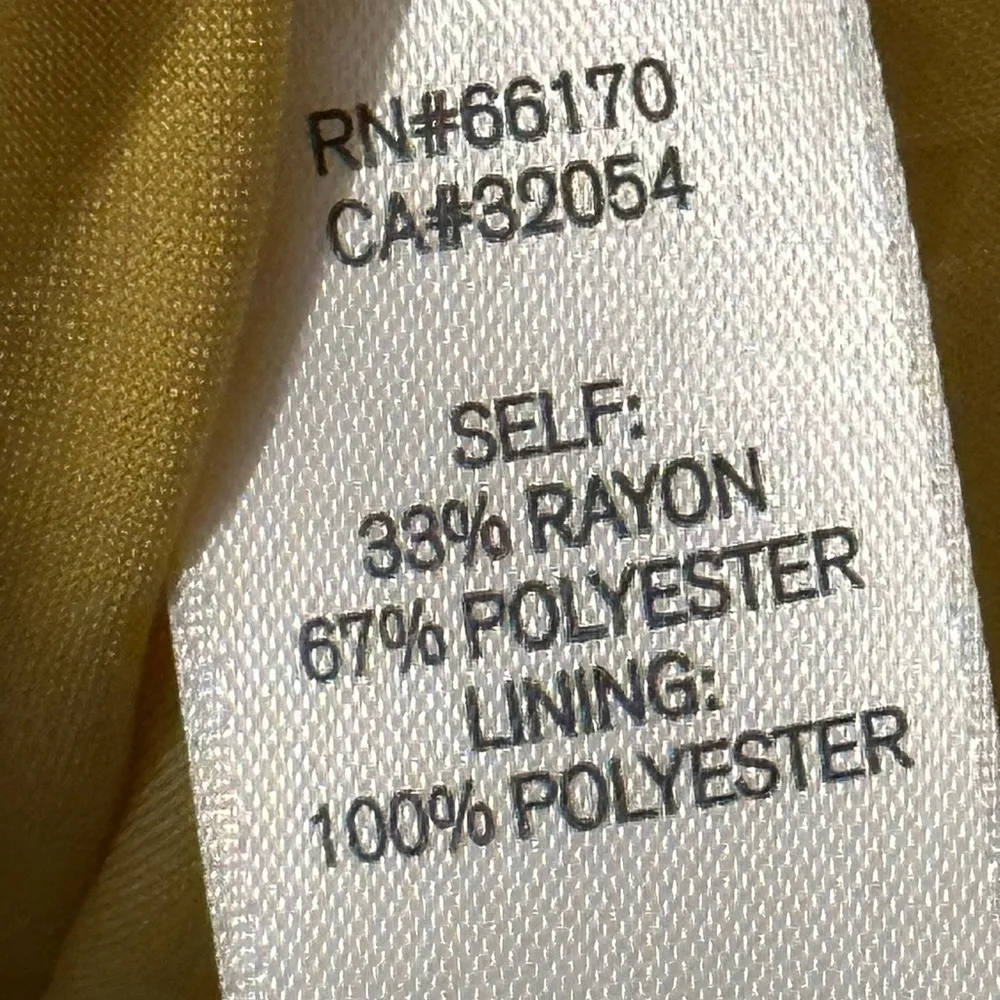 RN#66170
CA#32054
SELF:
33% RAYON
67% POLYESTER
LINING:
100% POLYESTER